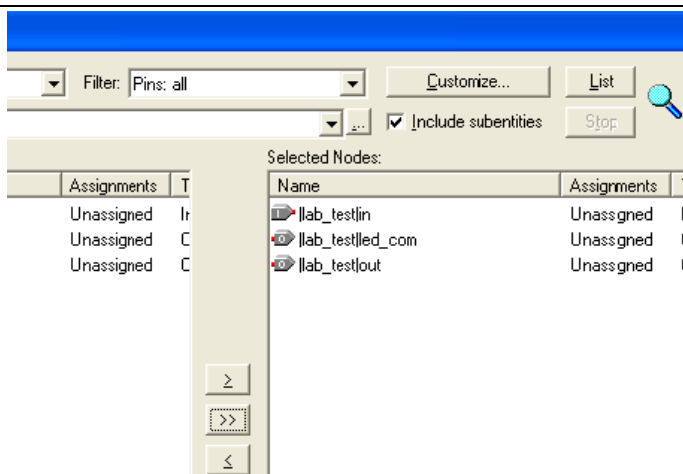 Filter: Pins: all Customize... List
... Include subentities Stop
Selected Nodes:
Assignments T Name Assignments
Unassigned |lab_test|in Unassgned
Unassigned C |lab_test|led_com Unassgned
Unassigned C |lab_test|out Unassgned
>
>>
<